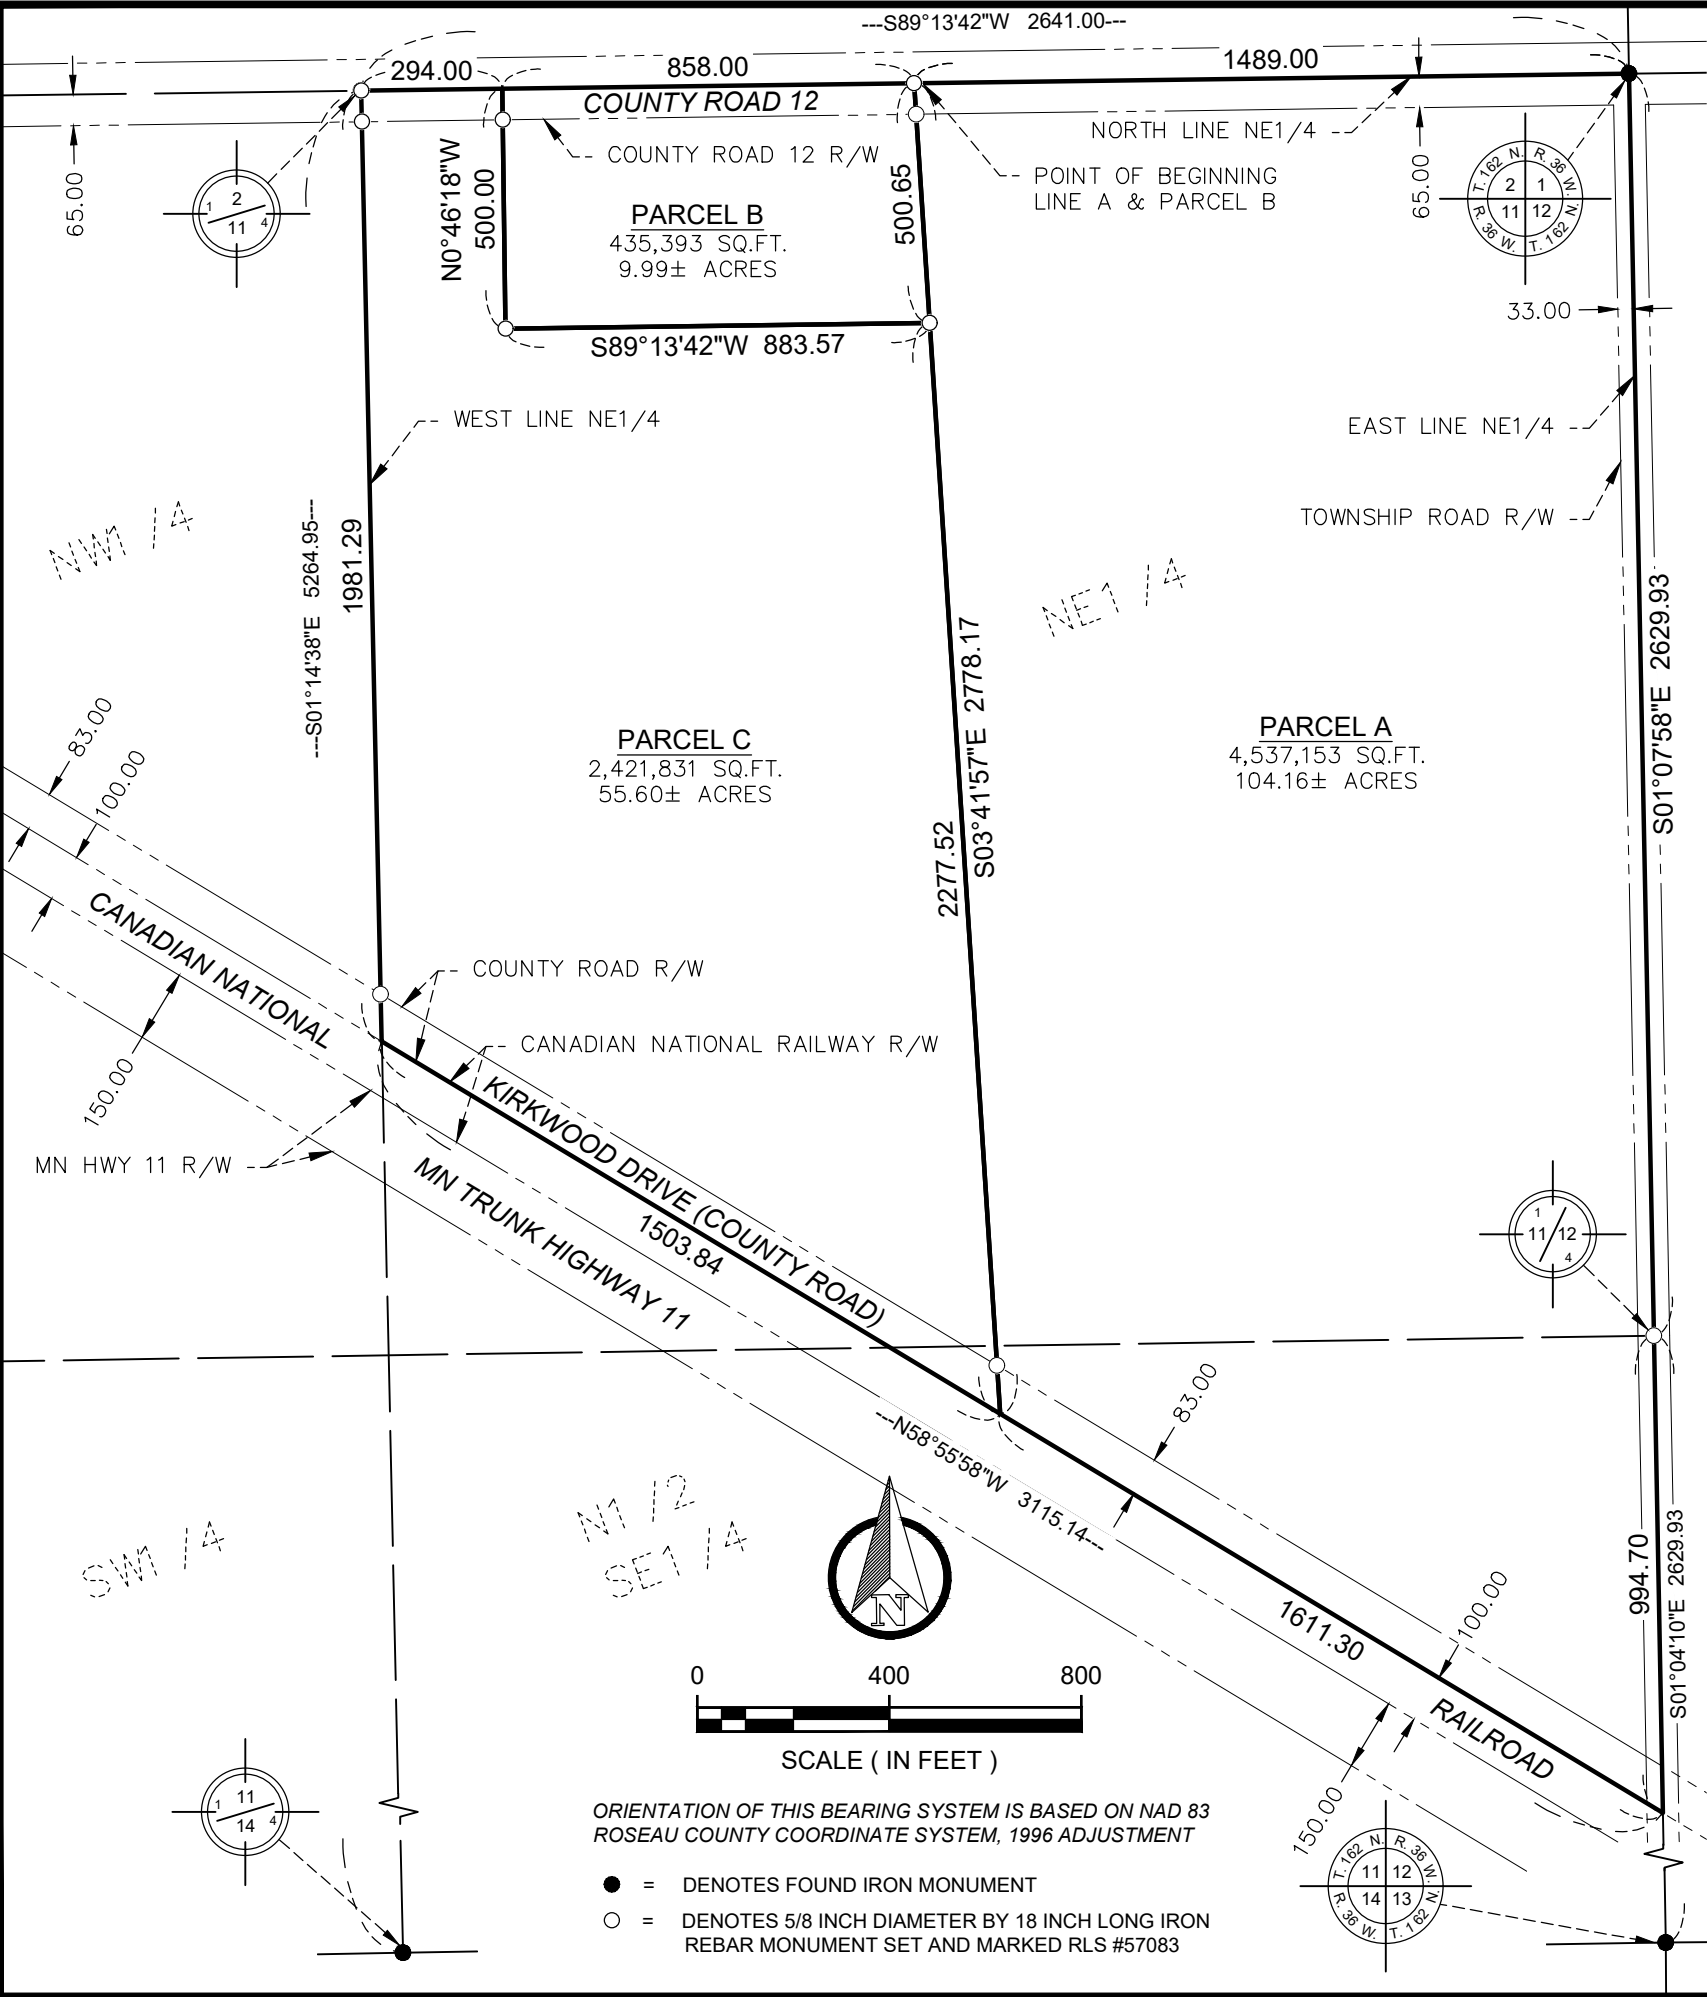 ---S89°13'42"W 2641.00---
294.00
858.00
1489.00
COUNTY ROAD 12
65.00
N0°46'18"W
500.00
COUNTY ROAD 12 R/W
NORTH LINE NE1/4
POINT OF BEGINNING
LINE A & PARCEL B
65.00
500.65
PARCEL B
435,393 SQ.FT.
9.99± ACRES
1 2
11 4
T. 162 N. R. 36 W.
2 1
11 12
R. 36 W. T. 162 N.
33.00
S89°13'42"W 883.57
WEST LINE NE1/4
EAST LINE NE1/4
TOWNSHIP ROAD R/W
NW1/4
---S01°14'38"E 5264.95---
1981.29
NE1/4
S01°07'58"E 2629.93
83.00
100.00
PARCEL C
2,421,831 SQ.FT.
55.60± ACRES
2277.52
S03°41'57"E 2778.17
PARCEL A
4,537,153 SQ.FT.
104.16± ACRES
CANADIAN NATIONAL
COUNTY ROAD R/W
CANADIAN NATIONAL RAILWAY R/W
150.00
MN HWY 11 R/W
KIRKWOOD DRIVE (COUNTY ROAD)
MN TRUNK HIGHWAY 11
1503.84
1
11 12
4
83.00
---N58°55'58"W 3115.14---
SW1/4
N1/2
SE1/4
N
994.70
S01°04'10"E 2629.93
100.00
1611.30
RAILROAD
150.00
0 400 800
SCALE ( IN FEET )
1 11
14 4
ORIENTATION OF THIS BEARING SYSTEM IS BASED ON NAD 83
ROSEAU COUNTY COORDINATE SYSTEM, 1996 ADJUSTMENT
T. 162 N. R. 36 W.
11 12
14 13
R. 36 W. T. 162 N.
= DENOTES FOUND IRON MONUMENT
= DENOTES 5/8 INCH DIAMETER BY 18 INCH LONG IRON
REBAR MONUMENT SET AND MARKED RLS #57083